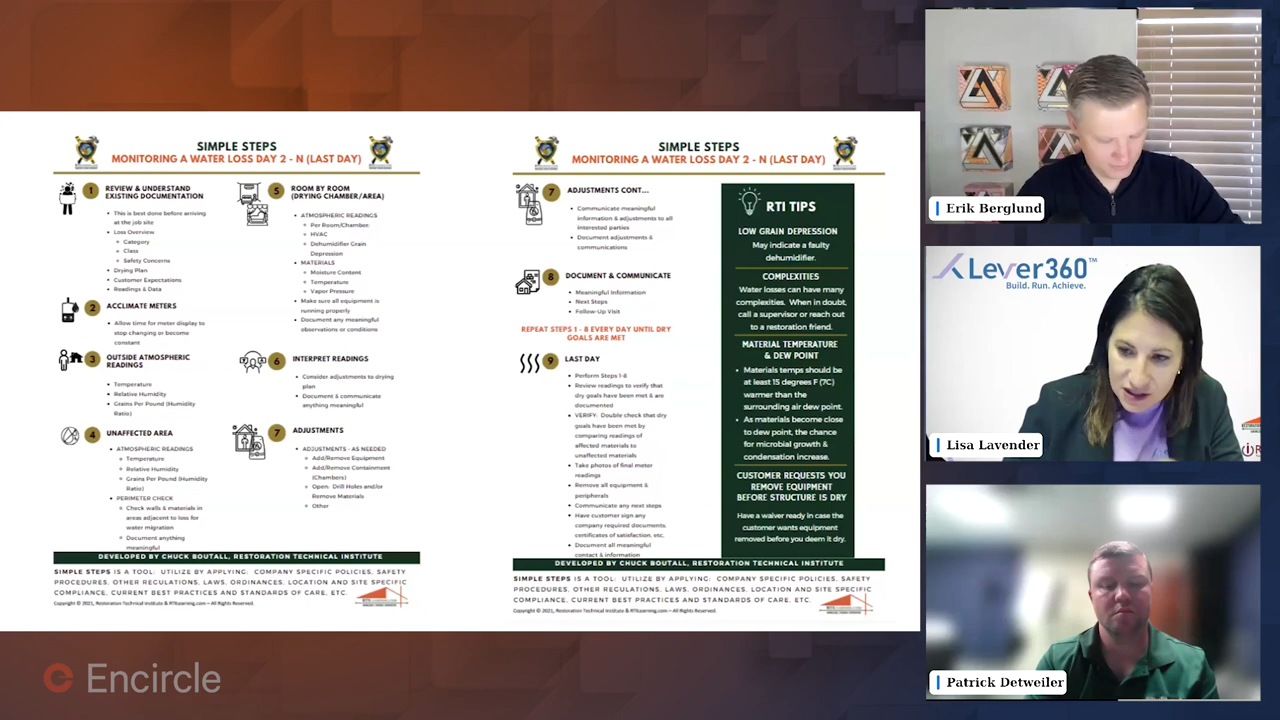 SIMPLE STEPS
MONITORING A WATER LOSS DAY 2 - N (LAST DAY)
1
REVIEW & UNDERSTAND
EXISTING DOCUMENTATION
• This is best done before arriving
at the job site
• Loss Overview
Category
Class
Safety Concerns
• Drying Plan
• Customer Expectations
• Readings & Data
2
ACCLIMATE METERS
• Allow time for meter display to
stop changing or become
constant
3
OUTSIDE ATMOSPHERIC
READINGS
• Temperature
• Relative Humidity
• Grains Per Pound (Humidity
Ratio)
4
UNAFFECTED AREA
• ATMOSPHERIC READINGS
Temperature
Relative Humidity
Grains Per Pound (Humidity
Ratio)
• PERIMETER CHECK
Check walls & materials in
areas adjacent to loss for
water migration
Document anything
meaningful
5
ROOM BY ROOM
(DRYING CHAMBER/AREA)
• ATMOSPHERIC READINGS
Per Room/Chamber:
HVAC
Dehumidifier Grain
Depression
• MATERIALS
Moisture Content
Temperature
Vapor Pressure
• Make sure all equipment is
running properly
• Document any meaningful
observations or conditions
6
INTERPRET READINGS
• Consider adjustments to drying
plan
• Document & communicate
anything meaningful
7
ADJUSTMENTS
• ADJUSTMENTS - AS NEEDED
Add/Remove Equipment
Add/Remove Containment
(Chambers)
Open: Drill Holes and/or
Remove Materials
Other
DEVELOPED BY CHUCK BOUTALL, RESTORATION TECHNICAL INSTITUTE
SIMPLE STEPS IS A TOOL: UTILIZE BY APPLYING: COMPANY SPECIFIC POLICIES, SAFETY
PROCEDURES, OTHER REGULATIONS, LAWS, ORDINANCES, LOCATION AND SITE SPECIFIC
COMPLIANCE, CURRENT BEST PRACTICES AND STANDARDS OF CARE, ETC.
Copyright © 2021, Restoration Technical Institute & RTILearning.com – All Rights Reserved.
SIMPLE STEPS
MONITORING A WATER LOSS DAY 2 - N (LAST DAY)
7
ADJUSTMENTS CONT...
• Communicate meaningful
information & adjustments to all
interested parties
• Document adjustments &
communications
8
DOCUMENT & COMMUNICATE
• Meaningful Information
• Next Steps
• Follow-Up Visit
REPEAT STEPS 1 - 8 EVERY DAY UNTIL DRY
GOALS ARE MET
9
LAST DAY
• Perform Steps 1-8
• Review readings to verify that
dry goals have been met & are
documented
• VERIFY: Double check that dry
goals have been met by
comparing readings of
affected materials to
unaffected materials
• Take photos of final meter
readings
• Remove all equipment &
peripherals
• Communicate any next steps
• Have customer sign any
company required documents,
certificates of satisfaction, etc.
• Document all meaningful
contact & information
RTI TIPS
LOW GRAIN DEPRESSION
May indicate a faulty
dehumidifier.
COMPLEXITIES
Water losses can have many
complexities. When in doubt,
call a supervisor or reach out
to a restoration friend.
MATERIAL TEMPERATURE
& DEW POINT
• Materials temps should be
at least 15 degrees F (7C)
warmer than the
surrounding air dew point.
• As materials become close
to dew point, the chance
for microbial growth &
condensation increase.
CUSTOMER REQUESTS YOU
REMOVE EQUIPMENT
BEFORE STRUCTURE IS DRY
Have a waiver ready in case the
customer wants equipment
removed before you deem it dry.
DEVELOPED BY CHUCK BOUTALL, RESTORATION TECHNICAL INSTITUTE
SIMPLE STEPS IS A TOOL: UTILIZE BY APPLYING: COMPANY SPECIFIC POLICIES, SAFETY
PROCEDURES, OTHER REGULATIONS, LAWS, ORDINANCES, LOCATION AND SITE SPECIFIC
COMPLIANCE, CURRENT BEST PRACTICES AND STANDARDS OF CARE, ETC.
Copyright © 2021, Restoration Technical Institute & RTILearning.com – All Rights Reserved.
Encircle
Erik Berglund
Lever360™
Build. Run. Achieve.
Lisa Lavender
Patrick Detweiler